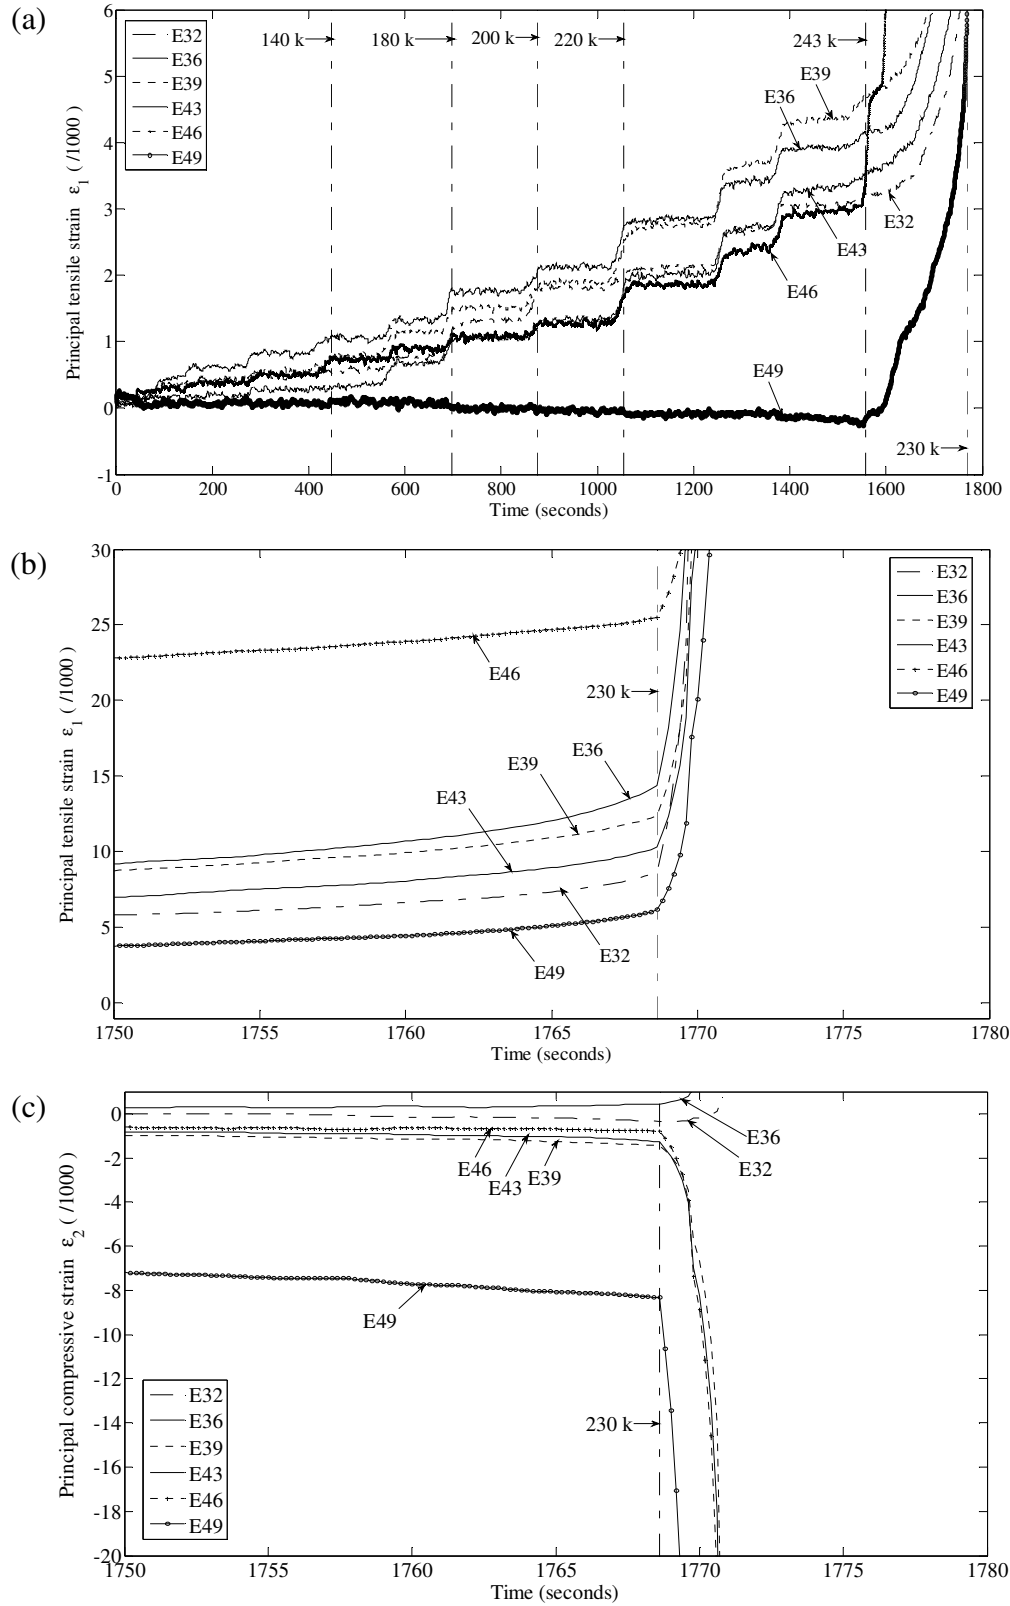 (a)
6
5
4
3
2
1
0
-1
Principal tensile strain ε1 ( /1000)
E32
E36
E39
E43
E46
E49
140 k
180 k
200 k
220 k
243 k
E39
E36
E32
E43
E46
E49
230 k
0 200 400 600 800 1000 1200 1400 1600 1800
Time (seconds)
(b)
30
25
20
15
10
5
0
Principal tensile strain ε1 ( /1000)
E32
E36
E39
E43
E46
E49
E46
230 k
E36
E39
E43
E32
E49
1750 1755 1760 1765 1770 1775 1780
Time (seconds)
(c)
0
-2
-4
-6
-8
-10
-12
-14
-16
-18
-20
Principal compressive strain ε2 ( /1000)
E36
E32
E46
E43
E39
E49
230 k
E32
E36
E39
E43
E46
E49
1750 1755 1760 1765 1770 1775 1780
Time (seconds)